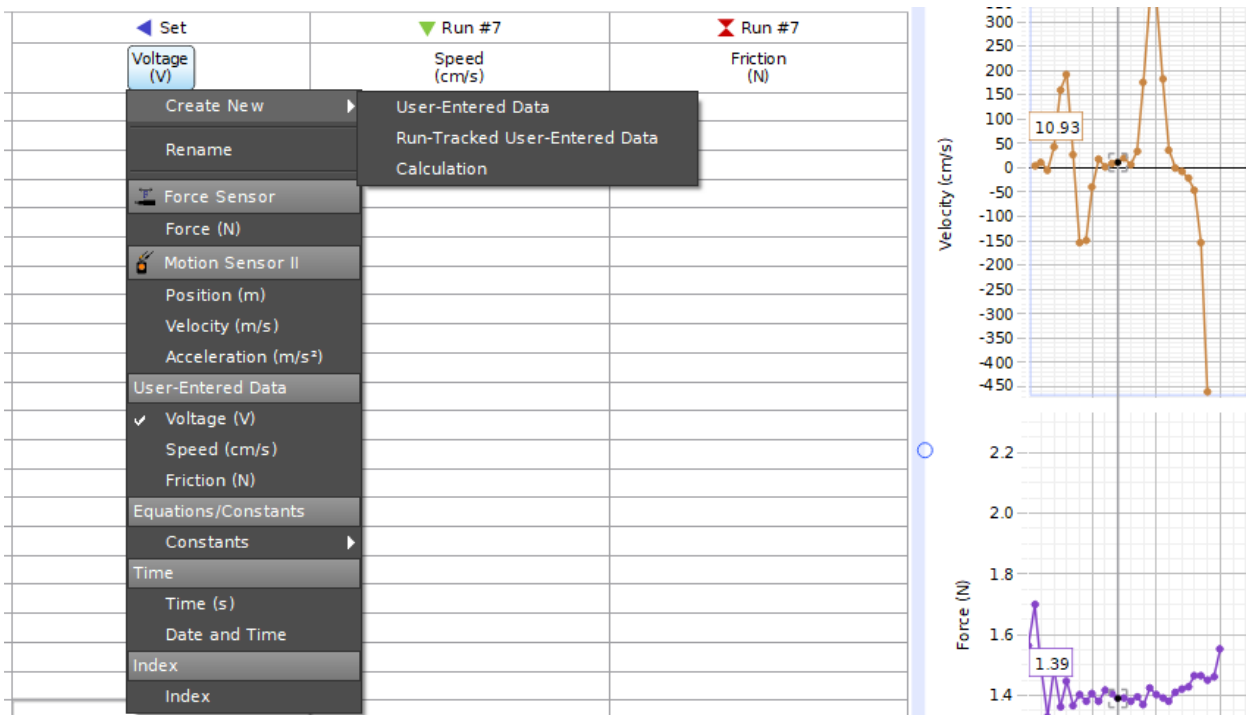 Set
Run #7
Run #7
Voltage
(V)
Speed
(cm/s)
Friction
(N)
Create New
Rename
Force Sensor
Force (N)
Motion Sensor II
Position (m)
Velocity (m/s)
Acceleration (m/s²)
User-Entered Data
Voltage (V)
Speed (cm/s)
Friction (N)
Equations/Constants
Constants
Time
Time (s)
Date and Time
Index
Index
User-Entered Data
Run-Tracked User-Entered Data
Calculation
Velocity (cm/s)
300
250
200
150
100
50
0
-50
-100
-150
-200
-250
-300
-350
-400
-450
10.93
Force (N)
2.2
2.0
1.8
1.6
1.4
1.39